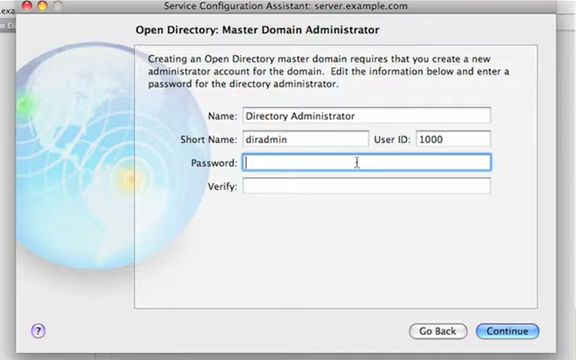 Service Configuration Assistant: server.example.com
Open Directory: Master Domain Administrator
Creating an Open Directory master domain requires that you create a new
administrator account for the domain. Edit the information below and enter a
password for the directory administrator.
Name: Directory Administrator
Short Name: diradmin User ID: 1000
Password:
Verify:
? Go Back Continue